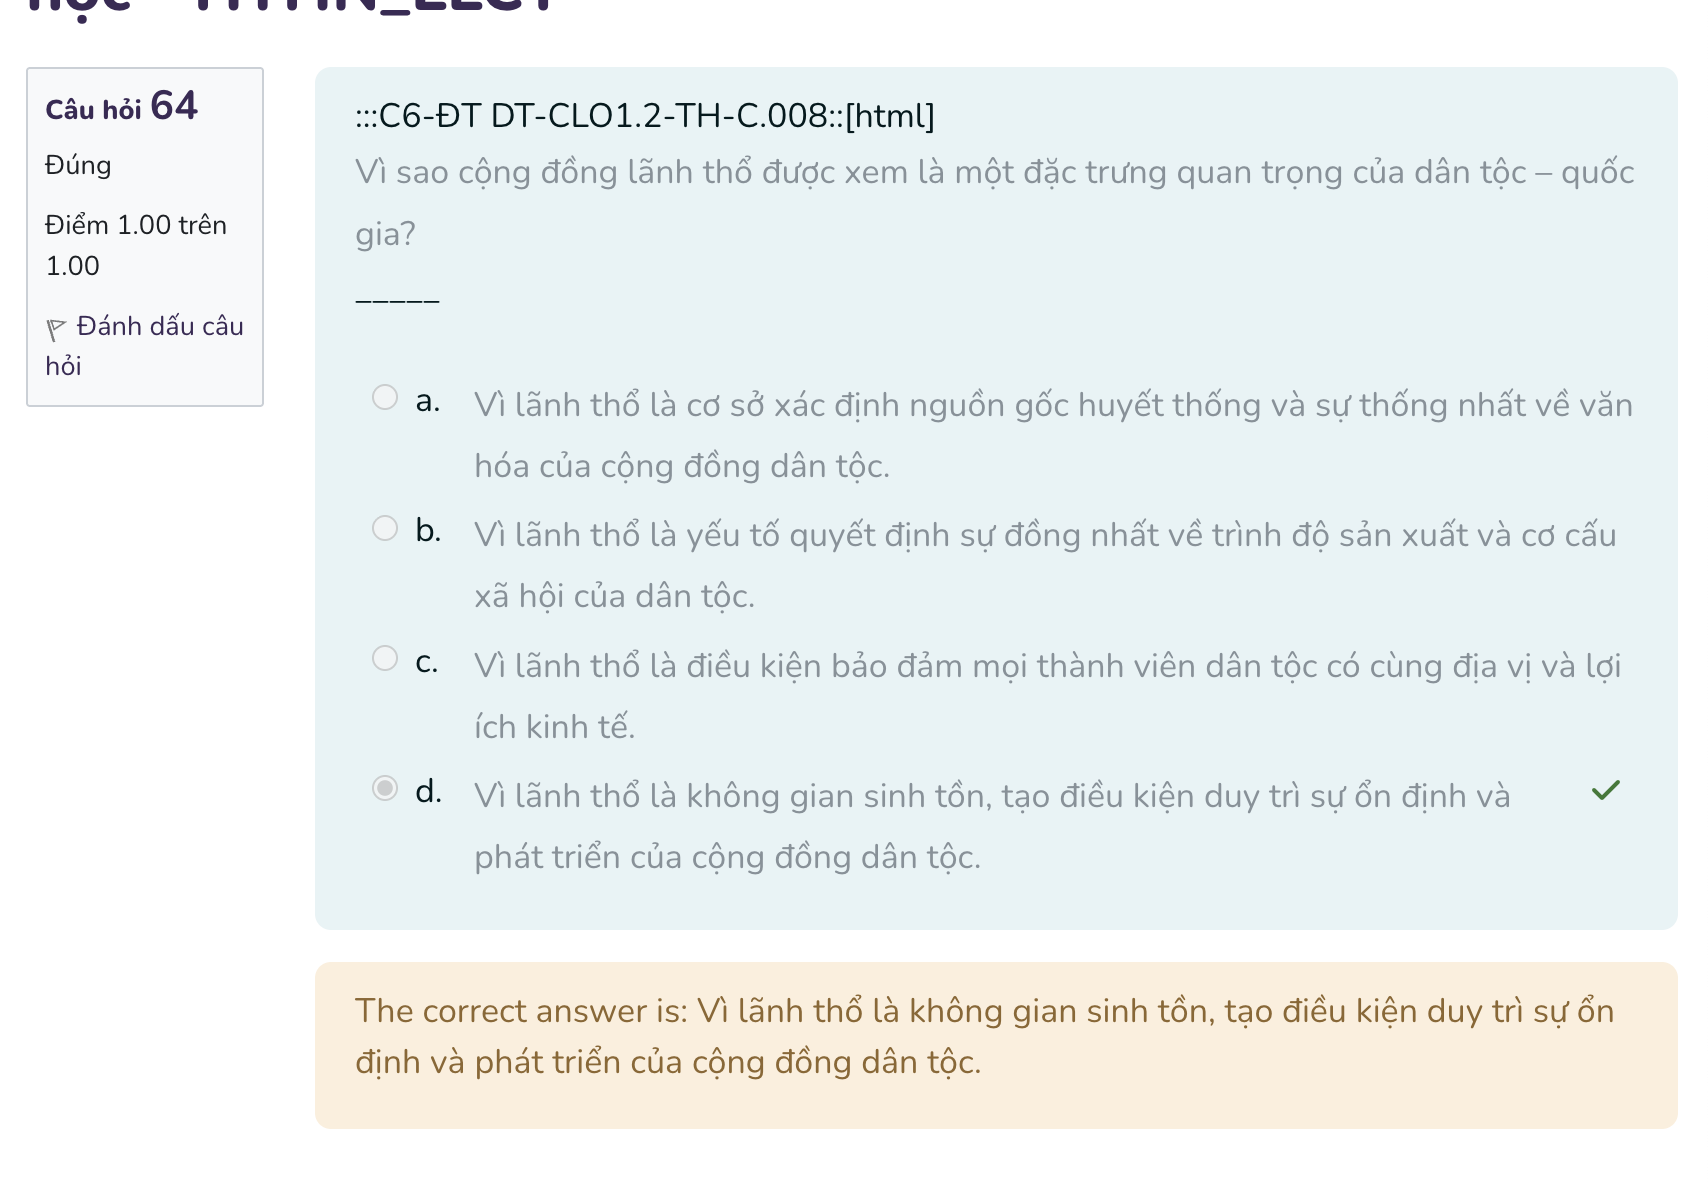 Câu hỏi 64
Đúng
Điểm 1.00 trên
1.00
Đánh dấu câu
hỏi
:::C6-ĐT DT-CLO1.2-TH-C.008::[html]
Vì sao cộng đồng lãnh thổ được xem là một đặc trưng quan trọng của dân tộc – quốc
gia?
_____
a. Vì lãnh thổ là cơ sở xác định nguồn gốc huyết thống và sự thống nhất về văn
hóa của cộng đồng dân tộc.
b. Vì lãnh thổ là yếu tố quyết định sự đồng nhất về trình độ sản xuất và cơ cấu
xã hội của dân tộc.
c. Vì lãnh thổ là điều kiện bảo đảm mọi thành viên dân tộc có cùng địa vị và lợi
ích kinh tế.
d. Vì lãnh thổ là không gian sinh tồn, tạo điều kiện duy trì sự ổn định và
phát triển của cộng đồng dân tộc.
The correct answer is: Vì lãnh thổ là không gian sinh tồn, tạo điều kiện duy trì sự ổn
định và phát triển của cộng đồng dân tộc.